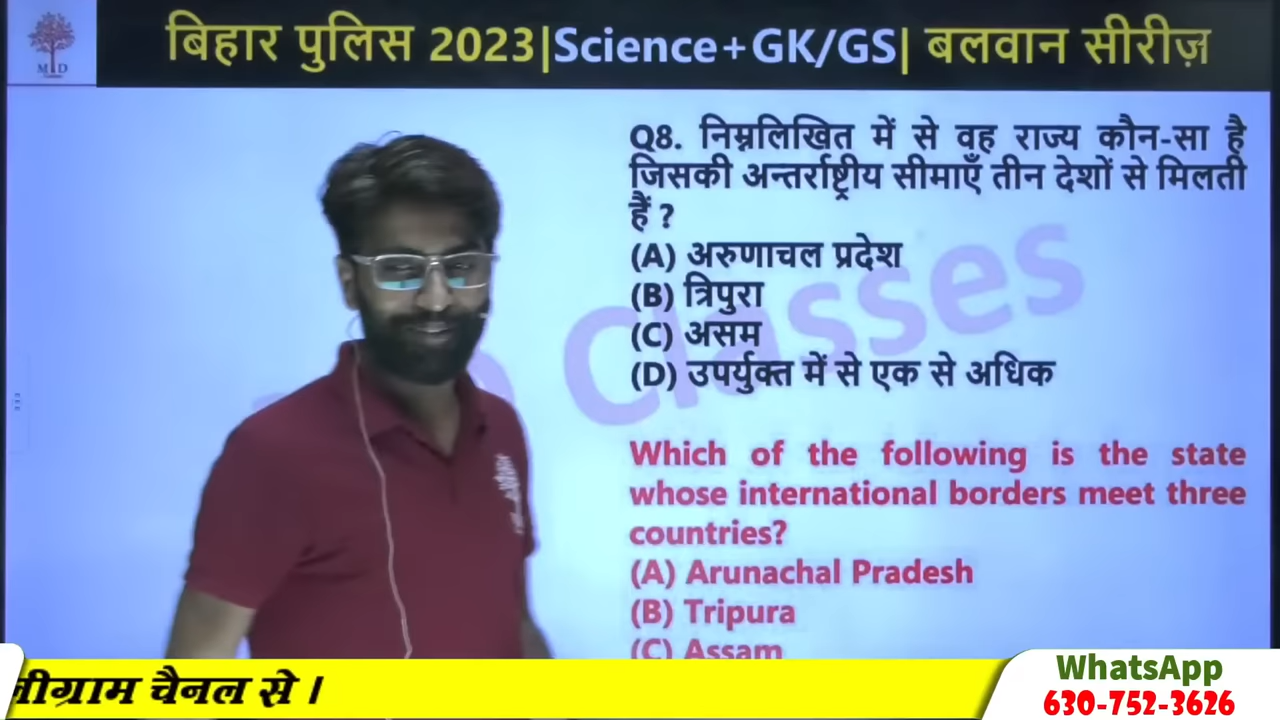 बिहार पुलिस 2023|Science+GK/GS| बलवान सीरीज़
M D
Q8. निम्नलिखित में से वह राज्य कौन-सा है
जिसकी अन्तर्राष्ट्रीय सीमाएँ तीन देशों से मिलती
हैं ?
(A) अरुणाचल प्रदेश
(B) त्रिपुरा
(C) असम
(D) उपर्युक्त में से एक से अधिक
Classes
Which of the following is the state
whose international borders meet three
countries?
(A) Arunachal Pradesh
(B) Tripura
(C) Assam
चैनल से ।
WhatsApp
630-752-3626